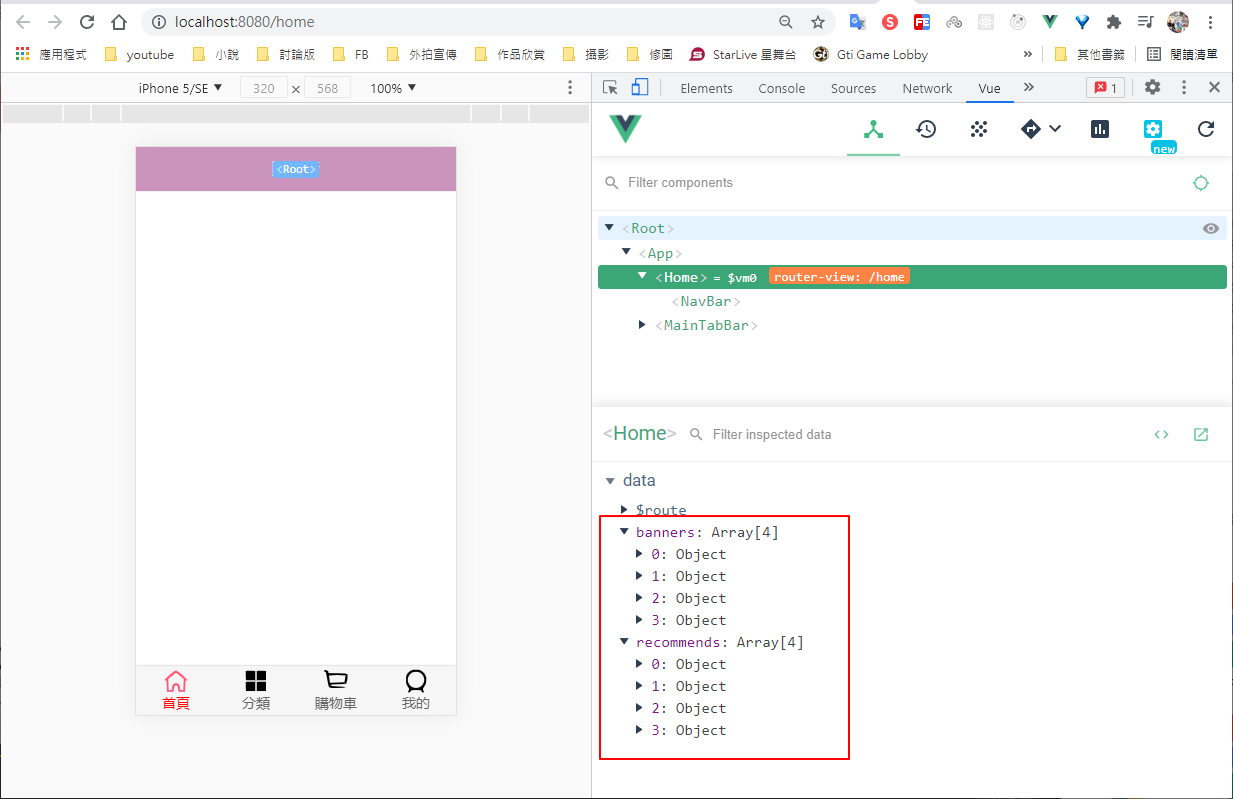 localhost:8080/home
應用程式 youtube 小說 討論版 FB 外拍宣傳 作品欣賞 攝影 修圖 StarLive 星舞台 Gti Game Lobby » 其他書籤 閱讀清單
iPhone 5/SE ▼ 320 × 568 100% ▼
Elements Console Sources Network Vue » 1
new
<Root>
Filter components
<Root>
<App>
<Home> = $vm0 router-view: /home
<NavBar>
<MainTabBar>
<Home> Filter inspected data
data
$route
banners: Array[4]
0: Object
1: Object
2: Object
3: Object
recommends: Array[4]
0: Object
1: Object
2: Object
3: Object
首頁 分類 購物車 我的